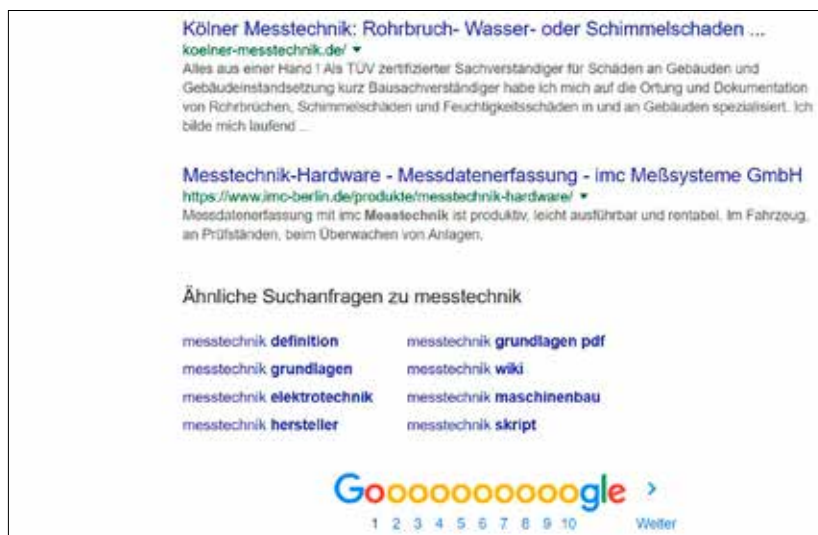 Kölner Messtechnik: Rohrbruch- Wasser- oder Schimmelschaden ...
koelner-messtechnik.de/
Alles aus einer Hand ! Als TÜV zertifizierter Sachverständiger für Schäden an Gebäuden und
Gebäudeinstandsetzung kurz Bausachverständiger habe ich mich auf die Ortung und Dokumentation
von Rohrbrüchen, Schimmelschäden und Feuchtigkeitsschäden in und an Gebäuden spezialisiert. Ich
bilde mich laufend ...
Messtechnik-Hardware - Messdatenerfassung - imc Meßsysteme GmbH
https://www.imc-berlin.de/produkte/messtechnik-hardware/
Messdatenerfassung mit imc Messtechnik ist produktiv, leicht ausführbar und rentabel. Im Fahrzeug,
an Prüfständen, beim Überwachen von Anlagen,
Ähnliche Suchanfragen zu messtechnik
messtechnik definition messtechnik grundlagen pdf
messtechnik grundlagen messtechnik wiki
messtechnik elektrotechnik messtechnik maschinenbau
messtechnik hersteller messtechnik skript
Goooooooooogle >
1 2 3 4 5 6 7 8 9 10 Weiter